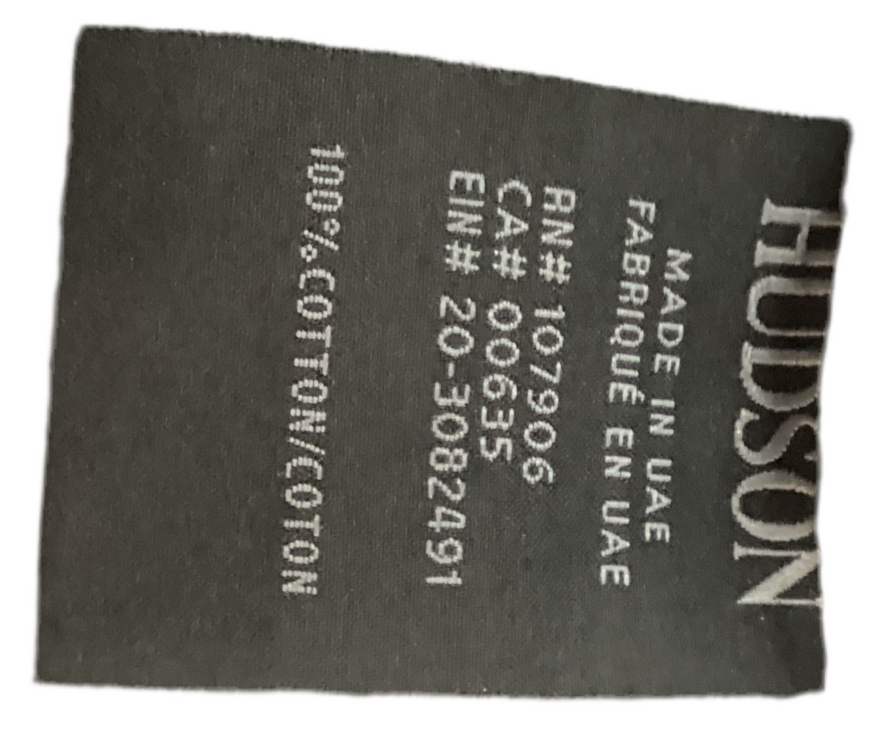 HUDSON
MADE IN UAE
FABRIQUÉ EN UAE
RN# 107906
CA# 00635
EIN# 20-3082491
100%COTTON/COTON